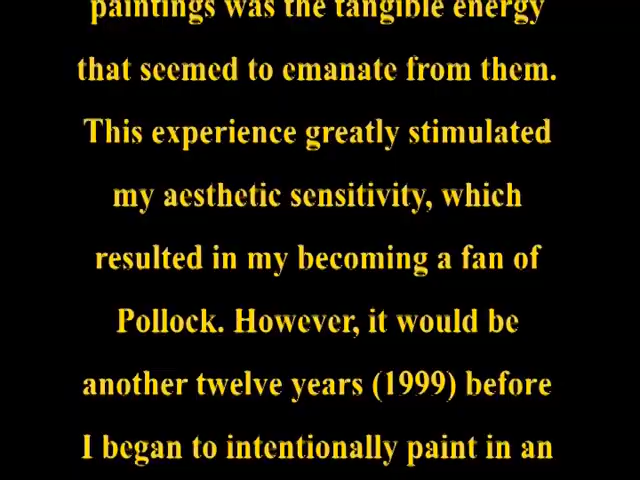 paintings was the tangible energy
that seemed to emanate from them.
This experience greatly stimulated
my aesthetic sensitivity, which
resulted in my becoming a fan of
Pollock. However, it would be
another twelve years (1999) before
I began to intentionally paint in an